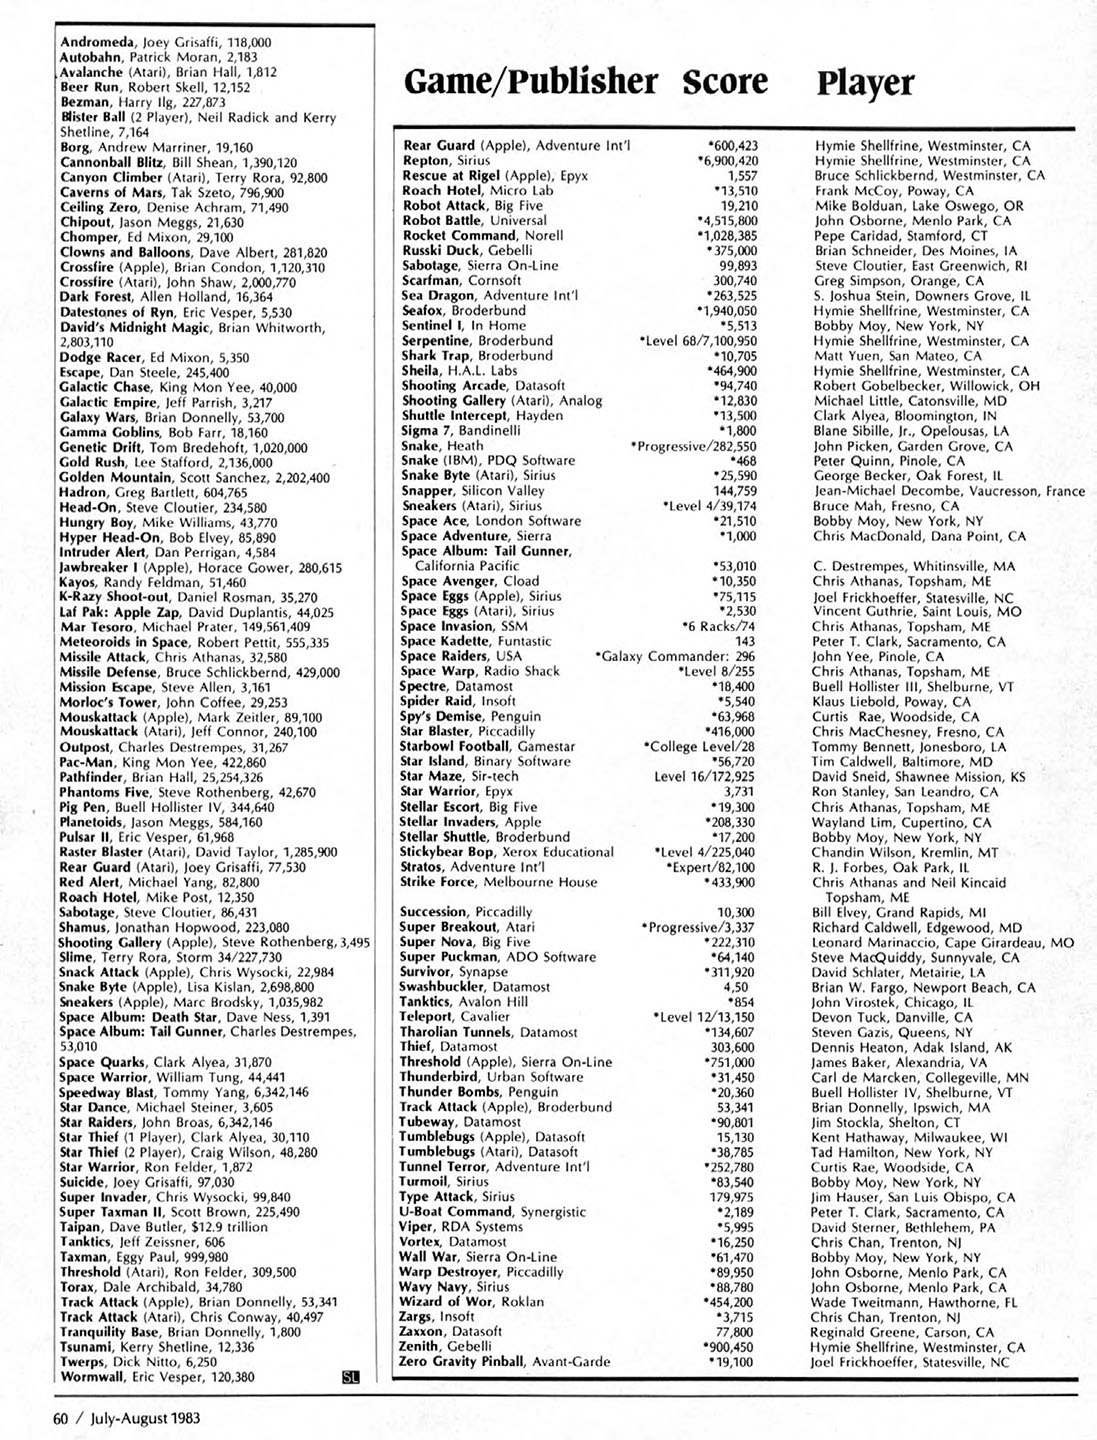 Andromeda, Joey Grisaffi, 118,000
Autobahn, Patrick Moran, 2,183
Avalanche (Atari), Brian Hall, 1,812
Beer Run, Robert Skell, 12,152
Bezman, Harry Ilg, 227,873
Blister Ball (2 Player), Neil Radick and Kerry
Shetline, 7,164
Borg, Andrew Marriner, 19,160
Cannonball Blitz, Bill Shean, 1,390,120
Canyon Climber (Atari), Terry Rora, 92,800
Caverns of Mars, Tak Szeto, 796,900
Ceiling Zero, Denise Achram, 71,490
Chipout, Jason Meggs, 21,630
Chomper, Ed Mixon, 29,100
Clowns and Balloons, Dave Albert, 281,820
Crossfire (Apple), Brian Condon, 1,120,310
Crossfire (Atari), John Shaw, 2,000,770
Dark Forest, Allen Holland, 16,364
Datestones of Ryn, Eric Vesper, 5,530
David's Midnight Magic, Brian Whitworth,
2,803,110
Dodge Racer, Ed Mixon, 5,350
Escape, Dan Steele, 245,400
Galactic Chase, King Mon Yee, 40,000
Galactic Empire, Jeff Parrish, 3,217
Galaxy Wars, Brian Donnelly, 53,700
Gamma Goblins, Bob Farr, 18,160
Genetic Drift, Tom Bredehoft, 1,020,000
Gold Rush, Lee Stafford, 2,136,000
Golden Mountain, Scott Sanchez, 2,202,400
Hadron, Greg Bartlett, 604,765
Head-On, Steve Cloutier, 234,580
Hungry Boy, Mike Williams, 43,770
Hyper Head-On, Bob Elvey, 85,890
Intruder Alert, Dan Perrigan, 4,584
Jawbreaker I (Apple), Horace Gower, 280,615
Kayos, Randy Feldman, 51,460
K-Razy Shoot-out, Daniel Rosman, 35,270
Laf Pak: Apple Zap, David Duplantis, 44,025
Mar Tesoro, Michael Prater, 149,561,409
Meteoroids in Space, Robert Pettit, 555,335
Missile Attack, Chris Athanas, 32,580
Missile Defense, Bruce Schlickbernd, 429,000
Mission Escape, Steve Allen, 3,161
Morloc's Tower, John Coffee, 29,253
Mouskattack (Apple), Mark Zeitler, 89,100
Mouskattack (Atari), Jeff Connor, 240,100
Outpost, Charles Destrempes, 31,267
Pac-Man, King Mon Yee, 422,860
Pathfinder, Brian Hall, 25,254,326
Phantoms Five, Steve Rothenberg, 42,670
Pig Pen, Buell Hollister IV, 344,640
Planetoids, Jason Meggs, 584,160
Pulsar II, Eric Vesper, 61,968
Raster Blaster (Atari), David Taylor, 1,285,900
Rear Guard (Atari), Joey Grisaffi, 77,530
Red Alert, Michael Yang, 82,800
Roach Hotel, Mike Post, 12,350
Sabotage, Steve Cloutier, 86,431
Shamus, Jonathan Hopwood, 223,080
Shooting Gallery (Apple), Steve Rothenberg, 3,495
Slime, Terry Rora, Storm 34/227,730
Snack Attack (Apple), Chris Wysocki, 22,984
Snake Byte (Apple), Lisa Kislan, 2,698,800
Sneakers (Apple), Marc Brodsky, 1,035,982
Space Album: Death Star, Dave Ness, 1,391
Space Album: Tail Gunner, Charles Destrempes,
53,010
Space Quarks, Clark Alyea, 31,870
Space Warrior, William Tung, 44,441
Speedway Blast, Tommy Yang, 6,342,146
Star Dance, Michael Steiner, 3,605
Star Raiders, John Broas, 6,342,146
Star Thief (1 Player), Clark Alyea, 30,110
Star Thief (2 Player), Craig Wilson, 48,280
Star Warrior, Ron Felder, 1,872
Suicide, Joey Grisaffi, 97,030
Super Invader, Chris Wysocki, 99,840
Super Taxman II, Scott Brown, 225,490
Taipan, Dave Butler, $12.9 trillion
Tanktics, Jeff Zeissner, 606
Taxman, Eggy Paul, 999,980
Threshold (Atari), Ron Felder, 309,500
Torax, Dale Archibald, 34,780
Track Attack (Apple), Brian Donnelly, 53,341
Track Attack (Atari), Chris Conway, 40,497
Tranquility Base, Brian Donnelly, 1,800
Tsunami, Kerry Shetline, 12,336
Twerps, Dick Nitto, 6,250
Wormwall, Eric Vesper, 120,380 SL
Game/Publisher Score Player
Rear Guard (Apple), Adventure Int'l *600,423 Hymie Shellfrine, Westminster, CA
Repton, Sirius *6,900,420 Hymie Shellfrine, Westminster, CA
Rescue at Rigel (Apple), Epyx 1,557 Bruce Schlickbernd, Westminster, CA
Roach Hotel, Micro Lab *13,510 Frank McCoy, Poway, CA
Robot Attack, Big Five 19,210 Mike Bolduan, Lake Oswego, OR
Robot Battle, Universal *4,515,800 John Osborne, Menlo Park, CA
Rocket Command, Norell *1,028,385 Pepe Caridad, Stamford, CT
Russki Duck, Gebelli *375,000 Brian Schneider, Des Moines, IA
Sabotage, Sierra On-Line 99,893 Steve Cloutier, East Greenwich, RI
Scarfman, Cornsoft 300,740 Greg Simpson, Orange, CA
Sea Dragon, Adventure Int'l *263,525 S. Joshua Stein, Downers Grove, IL
Seafox, Broderbund *1,940,050 Hymie Shellfrine, Westminster, CA
Sentinel I, In Home *5,513 Bobby Moy, New York, NY
Serpentine, Broderbund *Level 68/7,100,950 Hymie Shellfrine, Westminster, CA
Shark Trap, Broderbund *10,705 Matt Yuen, San Mateo, CA
Sheila, H.A.L. Labs *464,900 Hymie Shellfrine, Westminster, CA
Shooting Arcade, Datasoft *94,740 Robert Gobelbecker, Willowick, OH
Shooting Gallery (Atari), Analog *12,830 Michael Little, Catonsville, MD
Shuttle Intercept, Hayden *13,500 Clark Alyea, Bloomington, IN
Sigma 7, Bandinelli *1,800 Blane Sibille, Jr., Opelousas, LA
Snake, Heath *Progressive/282,550 John Picken, Garden Grove, CA
Snake (IBM), PDQ Software *468 Peter Quinn, Pinole, CA
Snake Byte (Atari), Sirius *25,590 George Becker, Oak Forest, IL
Snapper, Silicon Valley 144,759 Jean-Michael Decombe, Vaucresson, France
Sneakers (Atari), Sirius *Level 4/39,174 Bruce Mah, Fresno, CA
Space Ace, London Software *21,510 Bobby Moy, New York, NY
Space Adventure, Sierra *1,000 Chris MacDonald, Dana Point, CA
Space Album: Tail Gunner,
California Pacific *53,010 C. Destrempes, Whitinsville, MA
Space Avenger, Cload *10,350 Chris Athanas, Topsham, ME
Space Eggs (Apple), Sirius *75,115 Joel Frickhoeffer, Statesville, NC
Space Eggs (Atari), Sirius *2,530 Vincent Guthrie, Saint Louis, MO
Space Invasion, SSM *6 Racks/74 Chris Athanas, Topsham, ME
Space Kadette, Funtastic 143 Peter T. Clark, Sacramento, CA
Space Raiders, USA *Galaxy Commander: 296 John Yee, Pinole, CA
Space Warp, Radio Shack *Level 8/255 Chris Athanas, Topsham, ME
Spectre, Datamost *18,400 Buell Hollister III, Shelburne, VT
Spider Raid, Insoft *5,540 Klaus Liebold, Poway, CA
Spy's Demise, Penguin *63,968 Curtis Rae, Woodside, CA
Star Blaster, Piccadilly *416,000 Chris MacChesney, Fresno, CA
Starbowl Football, Gamestar *College Level/28 Tommy Bennett, Jonesboro, LA
Star Island, Binary Software *56,720 Tim Caldwell, Baltimore, MD
Star Maze, Sir-tech Level 16/172,925 David Sneid, Shawnee Mission, KS
Star Warrior, Epyx 3,731 Ron Stanley, San Leandro, CA
Stellar Escort, Big Five *19,300 Chris Athanas, Topsham, ME
Stellar Invaders, Apple *208,330 Wayland Lim, Cupertino, CA
Stellar Shuttle, Broderbund *17,200 Bobby Moy, New York, NY
Stickybear Bop, Xerox Educational *Level 4/225,040 Chandin Wilson, Kremlin, MT
Stratos, Adventure Int'l *Expert/82,100 R. J. Forbes, Oak Park, IL
Strike Force, Melbourne House *433,900 Chris Athanas and Neil Kincaid
Topsham, ME
Succession, Piccadilly 10,300 Bill Elvey, Grand Rapids, MI
Super Breakout, Atari *Progressive/3,337 Richard Caldwell, Edgewood, MD
Super Nova, Big Five *222,310 Leonard Marinaccio, Cape Girardeau, MO
Super Puckman, ADO Software *64,140 Steve MacQuiddy, Sunnyvale, CA
Survivor, Synapse *311,920 David Schlater, Metairie, LA
Swashbuckler, Datamost 4,50 Brian W. Fargo, Newport Beach, CA
Tanktics, Avalon Hill *854 John Virostek, Chicago, IL
Teleport, Cavalier *Level 12/13,150 Devon Tuck, Danville, CA
Tharolian Tunnels, Datamost *134,607 Steven Gazis, Queens, NY
Thief, Datamost 303,600 Dennis Heaton, Adak Island, AK
Threshold (Apple), Sierra On-Line *751,000 James Baker, Alexandria, VA
Thunderbird, Urban Software *31,450 Carl de Marcken, Collegeville, MN
Thunder Bombs, Penguin *20,360 Buell Hollister IV, Shelburne, VT
Track Attack (Apple), Broderbund 53,341 Brian Donnelly, Ipswich, MA
Tubeway, Datamost *90,801 Jim Stockla, Shelton, CT
Tumblebugs (Apple), Datasoft 15,130 Kent Hathaway, Milwaukee, WI
Tumblebugs (Atari), Datasoft *38,785 Tad Hamilton, New York, NY
Tunnel Terror, Adventure Int'l *252,780 Curtis Rae, Woodside, CA
Turmoil, Sirius *83,540 Bobby Moy, New York, NY
Type Attack, Sirius 179,975 Jim Hauser, San Luis Obispo, CA
U-Boat Command, Synergistic *2,189 Peter T. Clark, Sacramento, CA
Viper, RDA Systems *5,995 David Sterner, Bethlehem, PA
Vortex, Datamost *16,250 Chris Chan, Trenton, NJ
Wall War, Sierra On-Line *61,470 Bobby Moy, New York, NY
Warp Destroyer, Piccadilly *89,950 John Osborne, Menlo Park, CA
Wavy Navy, Sirius *88,780 John Osborne, Menlo Park, CA
Wizard of Wor, Roklan *454,200 Wade Tweitmann, Hawthorne, FL
Zargs, Insoft *3,715 Chris Chan, Trenton, NJ
Zaxxon, Datasoft 77,800 Reginald Greene, Carson, CA
Zenith, Gebelli *900,450 Hymie Shellfrine, Westminster, CA
Zero Gravity Pinball, Avant-Garde *19,100 Joel Frickhoeffer, Statesville, NC
60 / July-August 1983